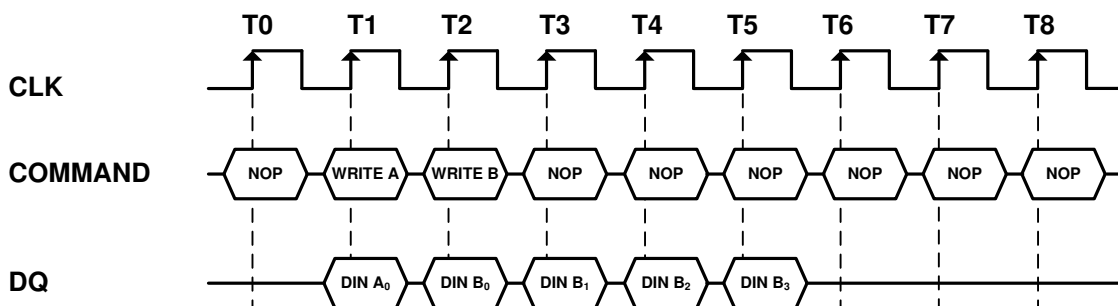 T0 T1 T2 T3 T4 T5 T6 T7 T8
CLK
COMMAND NOP WRITE A WRITE B NOP NOP NOP NOP NOP NOP
DQ DIN A₀ DIN B₀ DIN B₁ DIN B₂ DIN B₃